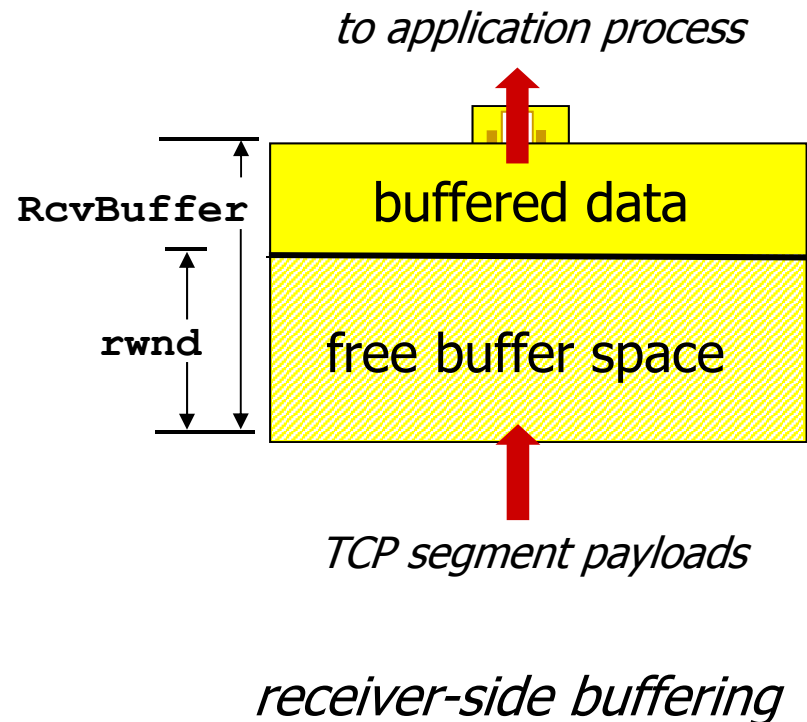 to application process
RcvBuffer
buffered data
rwnd
free buffer space
TCP segment payloads
receiver-side buffering